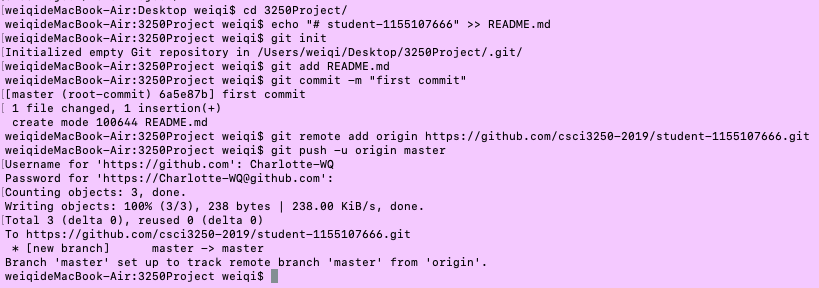 weiqideMacBook-Air:Desktop weiqi$ cd 3250Project/
weiqideMacBook-Air:3250Project weiqi$ echo "# student-1155107666" >> README.md
weiqideMacBook-Air:3250Project weiqi$ git init
Initialized empty Git repository in /Users/weiqi/Desktop/3250Project/.git/
weiqideMacBook-Air:3250Project weiqi$ git add README.md
weiqideMacBook-Air:3250Project weiqi$ git commit -m "first commit"
[master (root-commit) 6a5e87b] first commit
1 file changed, 1 insertion(+)
create mode 100644 README.md
weiqideMacBook-Air:3250Project weiqi$ git remote add origin https://github.com/csci3250-2019/student-1155107666.git
weiqideMacBook-Air:3250Project weiqi$ git push -u origin master
Username for 'https://github.com': Charlotte-WQ
Password for 'https://Charlotte-WQ@github.com':
Counting objects: 3, done.
Writing objects: 100% (3/3), 238 bytes | 238.00 KiB/s, done.
Total 3 (delta 0), reused 0 (delta 0)
To https://github.com/csci3250-2019/student-1155107666.git
* [new branch]      master -> master
Branch 'master' set up to track remote branch 'master' from 'origin'.
weiqideMacBook-Air:3250Project weiqi$